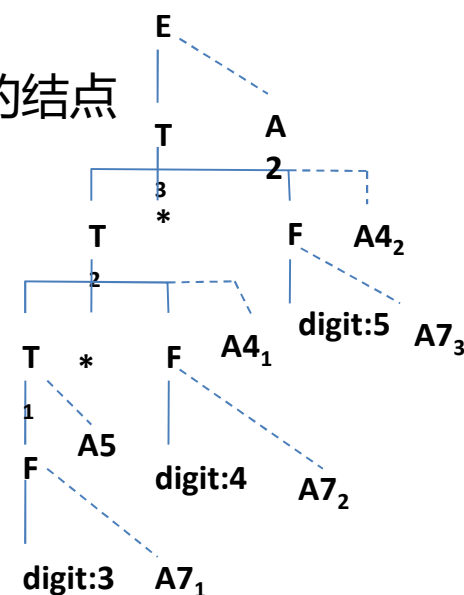 E
的结点
T
A
2
3
*
T
F
A4₂
2
digit:5
A7₃
T
*
F
A4₁
1
A5
F
digit:4
A7₂
digit:3
A7₁